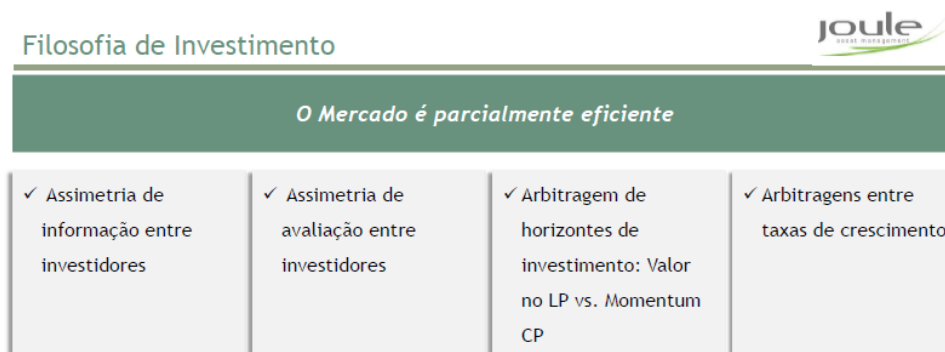 Filosofia de Investimento
joule
asset management
O Mercado é parcialmente eficiente
✓ Assimetria de
informação entre
investidores
✓ Assimetria de
avaliação entre
investidores
✓ Arbitragem de
horizontes de
investimento: Valor
no LP vs. Momentum
CP
✓ Arbitragens entre
taxas de crescimento